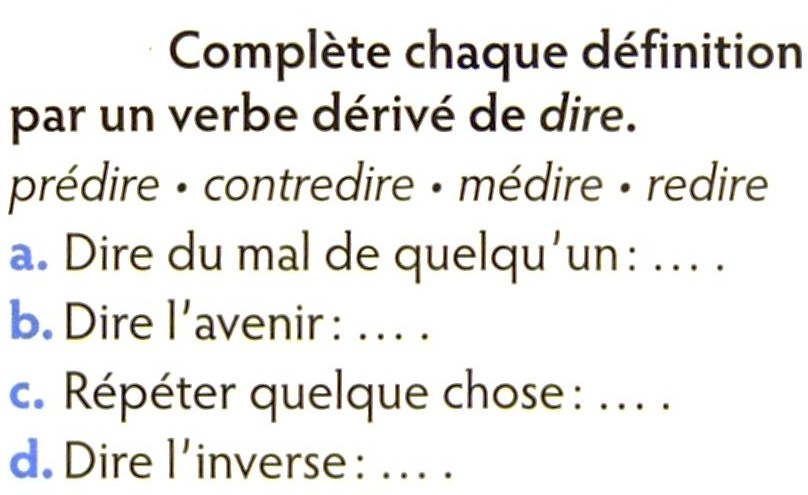 Complète chaque définition
par un verbe dérivé de dire.
prédire • contredire • médire • redire
a. Dire du mal de quelqu'un : ... .
b. Dire l'avenir : ... .
c. Répéter quelque chose : ... .
d. Dire l'inverse : ... .